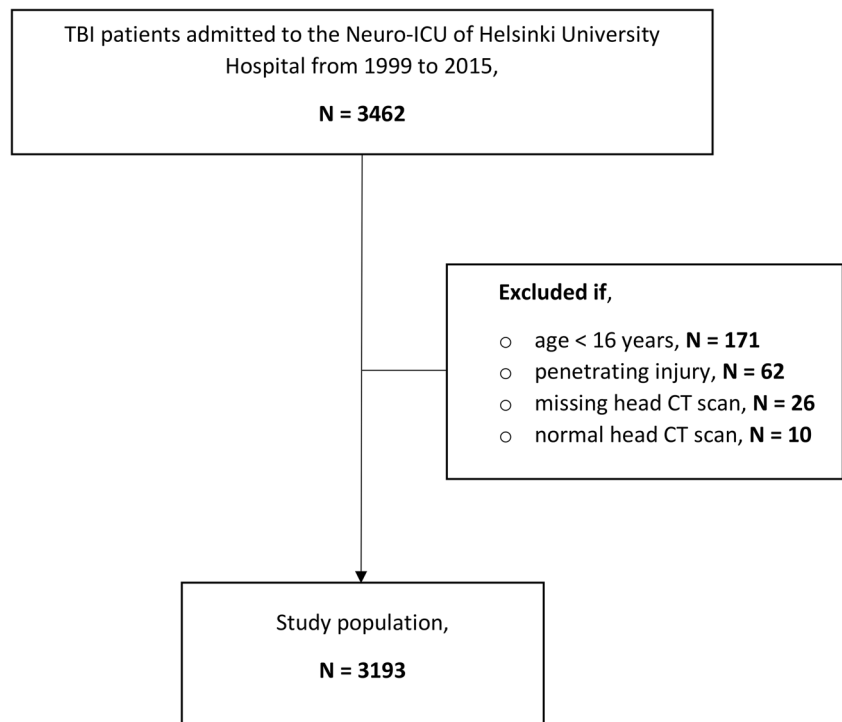 TBI patients admitted to the Neuro-ICU of Helsinki University
Hospital from 1999 to 2015,
N = 3462
Excluded if,
○ age < 16 years, N = 171
○ penetrating injury, N = 62
○ missing head CT scan, N = 26
○ normal head CT scan, N = 10
Study population,
N = 3193